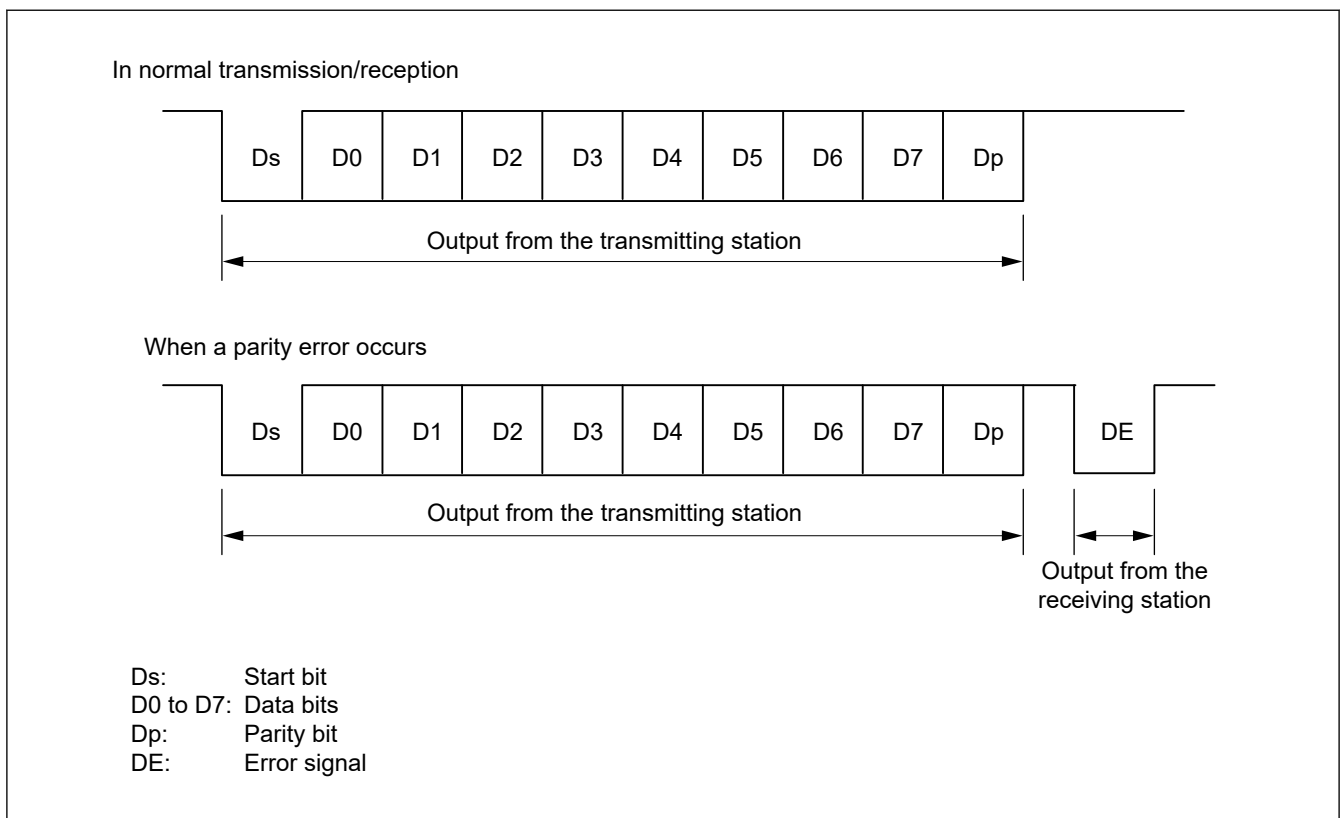 In normal transmission/reception
Ds D0 D1 D2 D3 D4 D5 D6 D7 Dp
Output from the transmitting station
When a parity error occurs
Ds D0 D1 D2 D3 D4 D5 D6 D7 Dp DE
Output from the transmitting station
Output from the
receiving station
Ds: Start bit
D0 to D7: Data bits
Dp: Parity bit
DE: Error signal